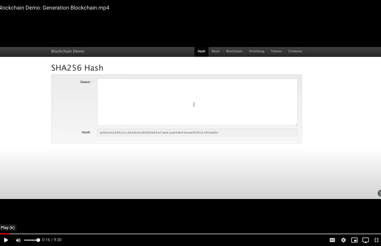 Blockchain Demo: Generation Blockchain.mp4
Blockchain Demo
Hash Block Blockchain Distributed Tokens Coinbase
SHA256 Hash
Data:
Hash:
Play (k)
0:16 / 9:30